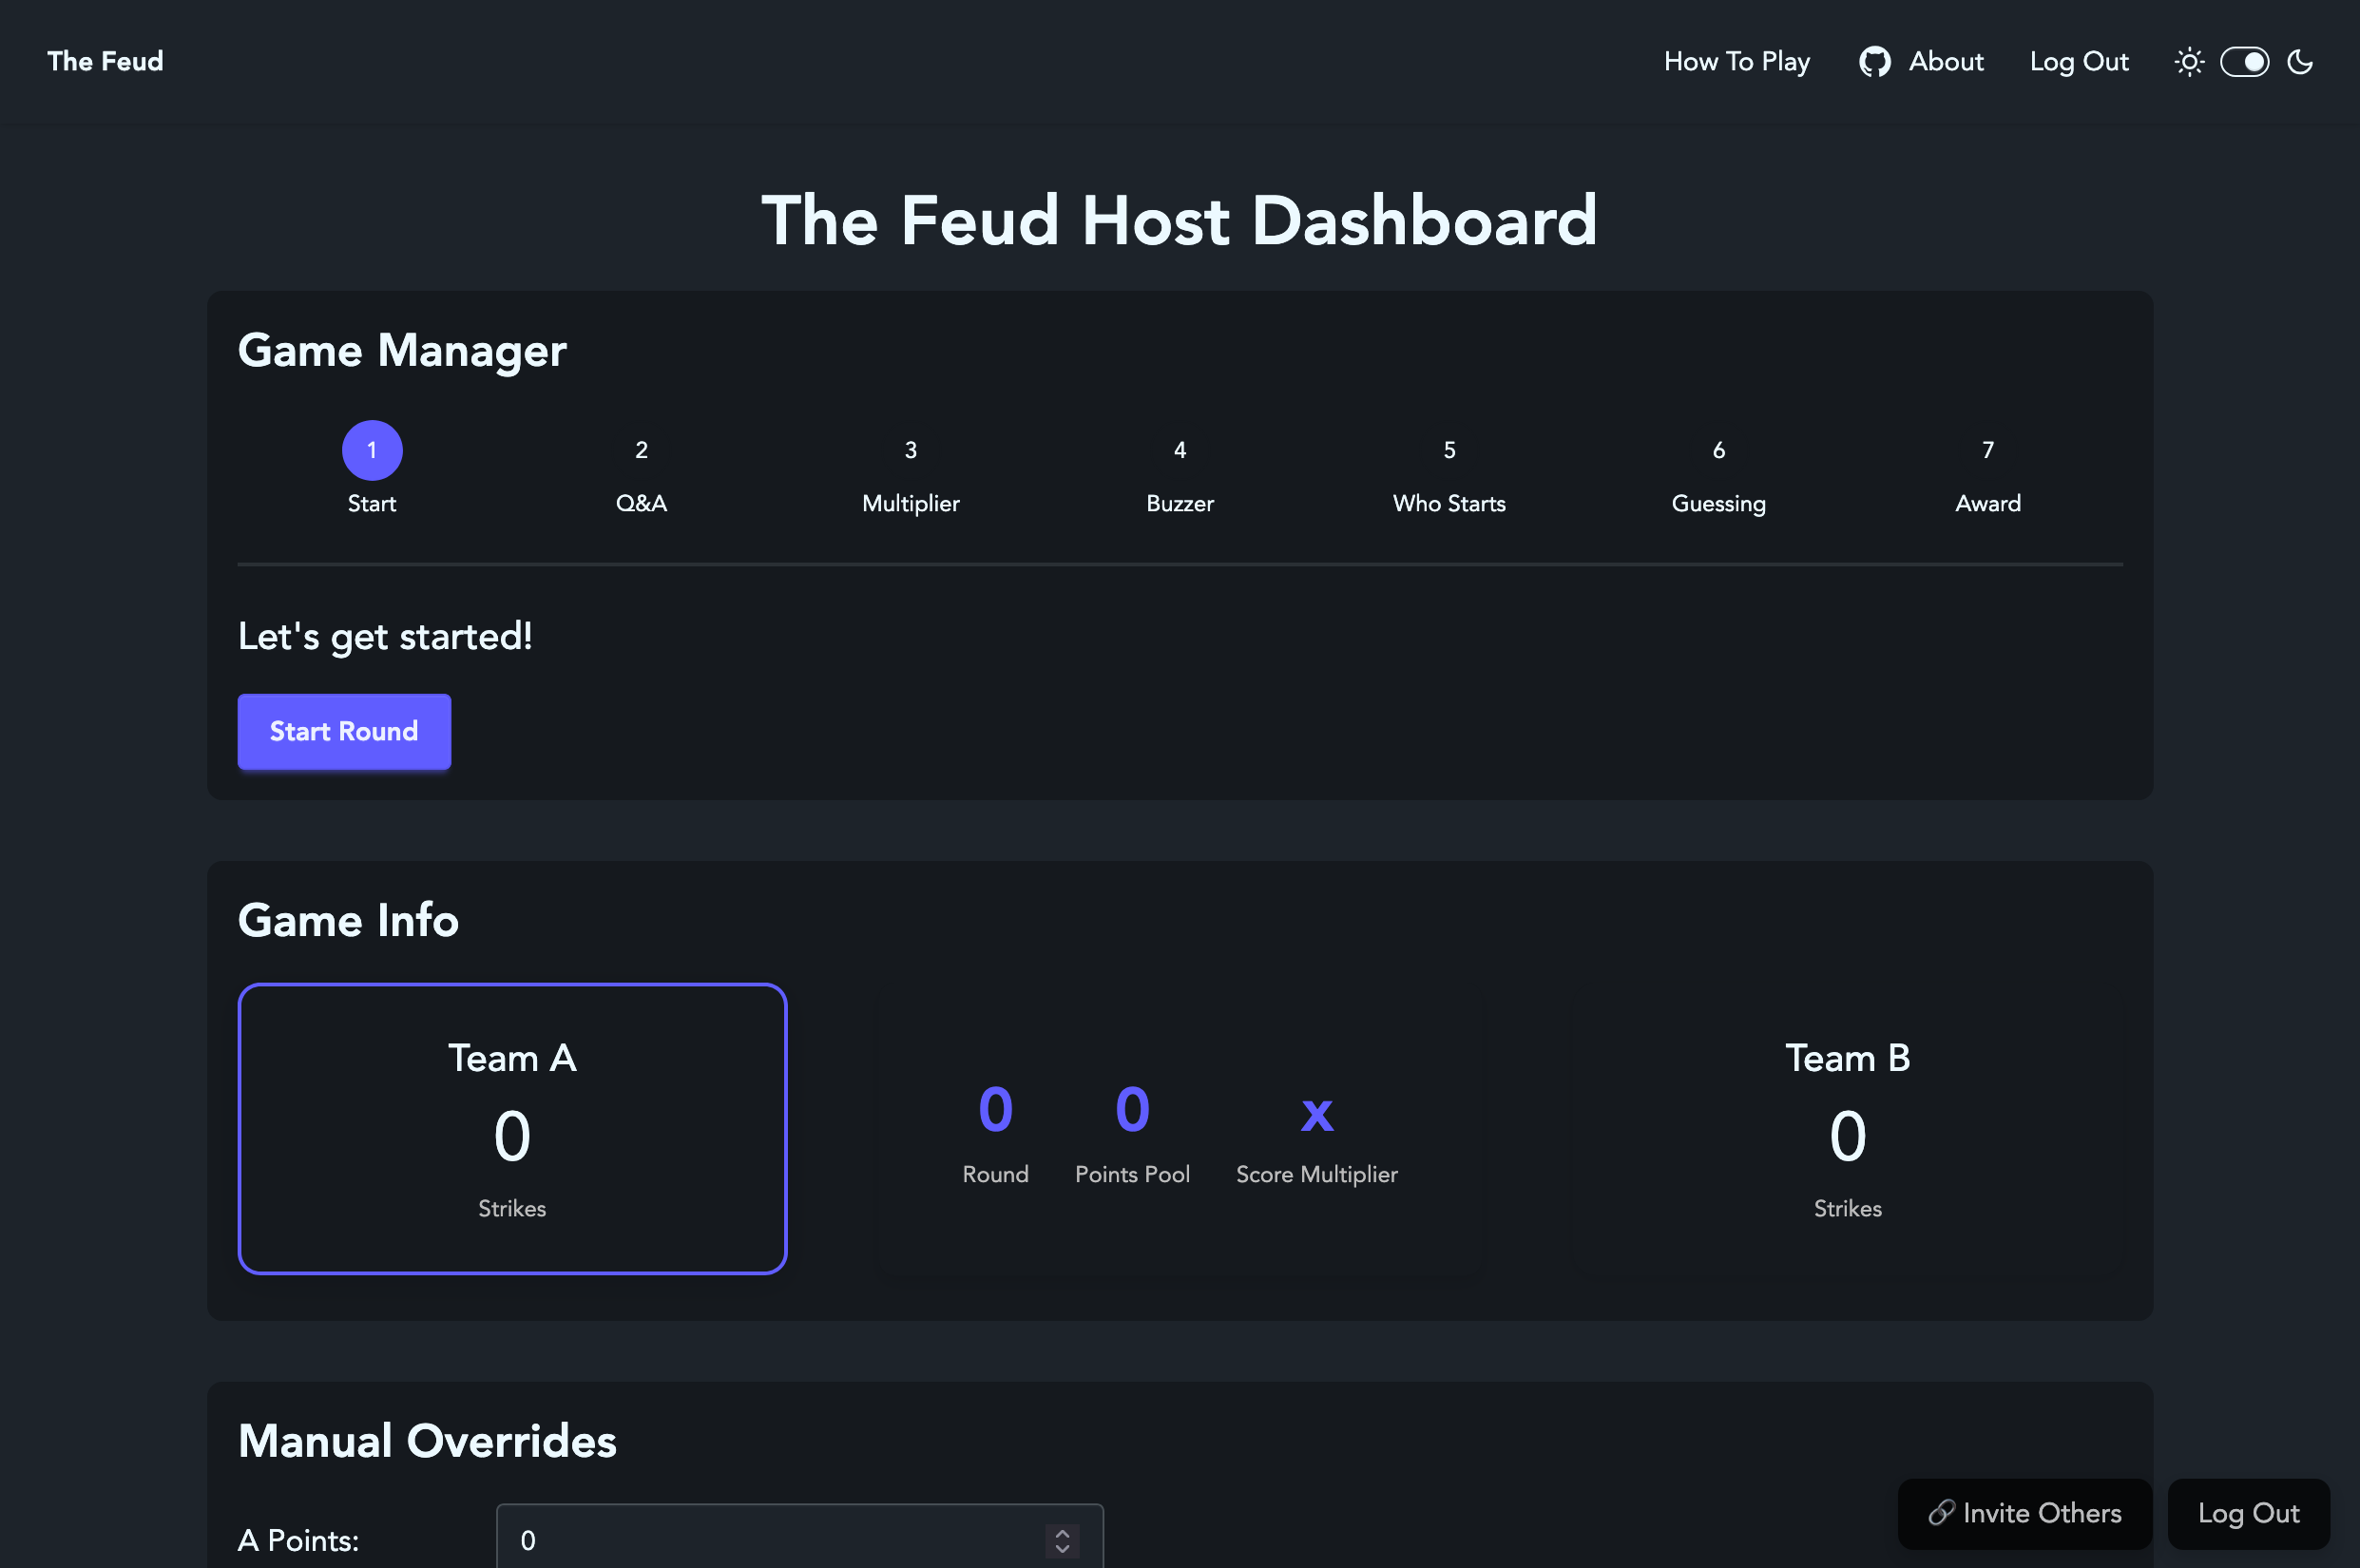 The Feud
How To Play
About
Log Out
The Feud Host Dashboard
Game Manager
1
2
3
4
5
6
7
Start
Q&A
Multiplier
Buzzer
Who Starts
Guessing
Award
Let's get started!
Start Round
Game Info
Team A
0
Strikes
0
Round
0
Points Pool
x
Score Multiplier
Team B
0
Strikes
Manual Overrides
A Points:
0
Invite Others
Log Out